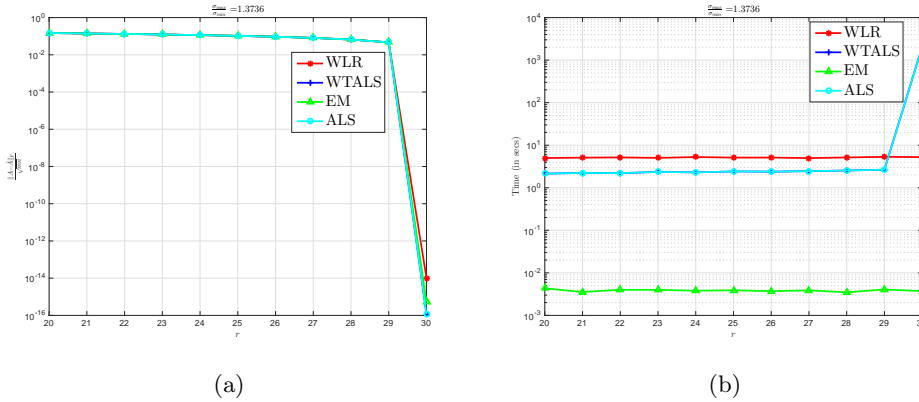 σmax/σmin =1.3736
10^0
10^-2
10^-4
10^-6
10^-8
10^-10
10^-12
10^-14
10^-16
WLR
WTALS
EM
ALS
20 21 22 23 24 25 26 27 28 29 30
r
(a)
σmax/σmin =1.3736
10^4
10^3
10^2
10^1
10^0
10^-1
10^-2
10^-3
Time (in secs)
WLR
WTALS
EM
ALS
20 21 22 23 24 25 26 27 28 29
r
(b)